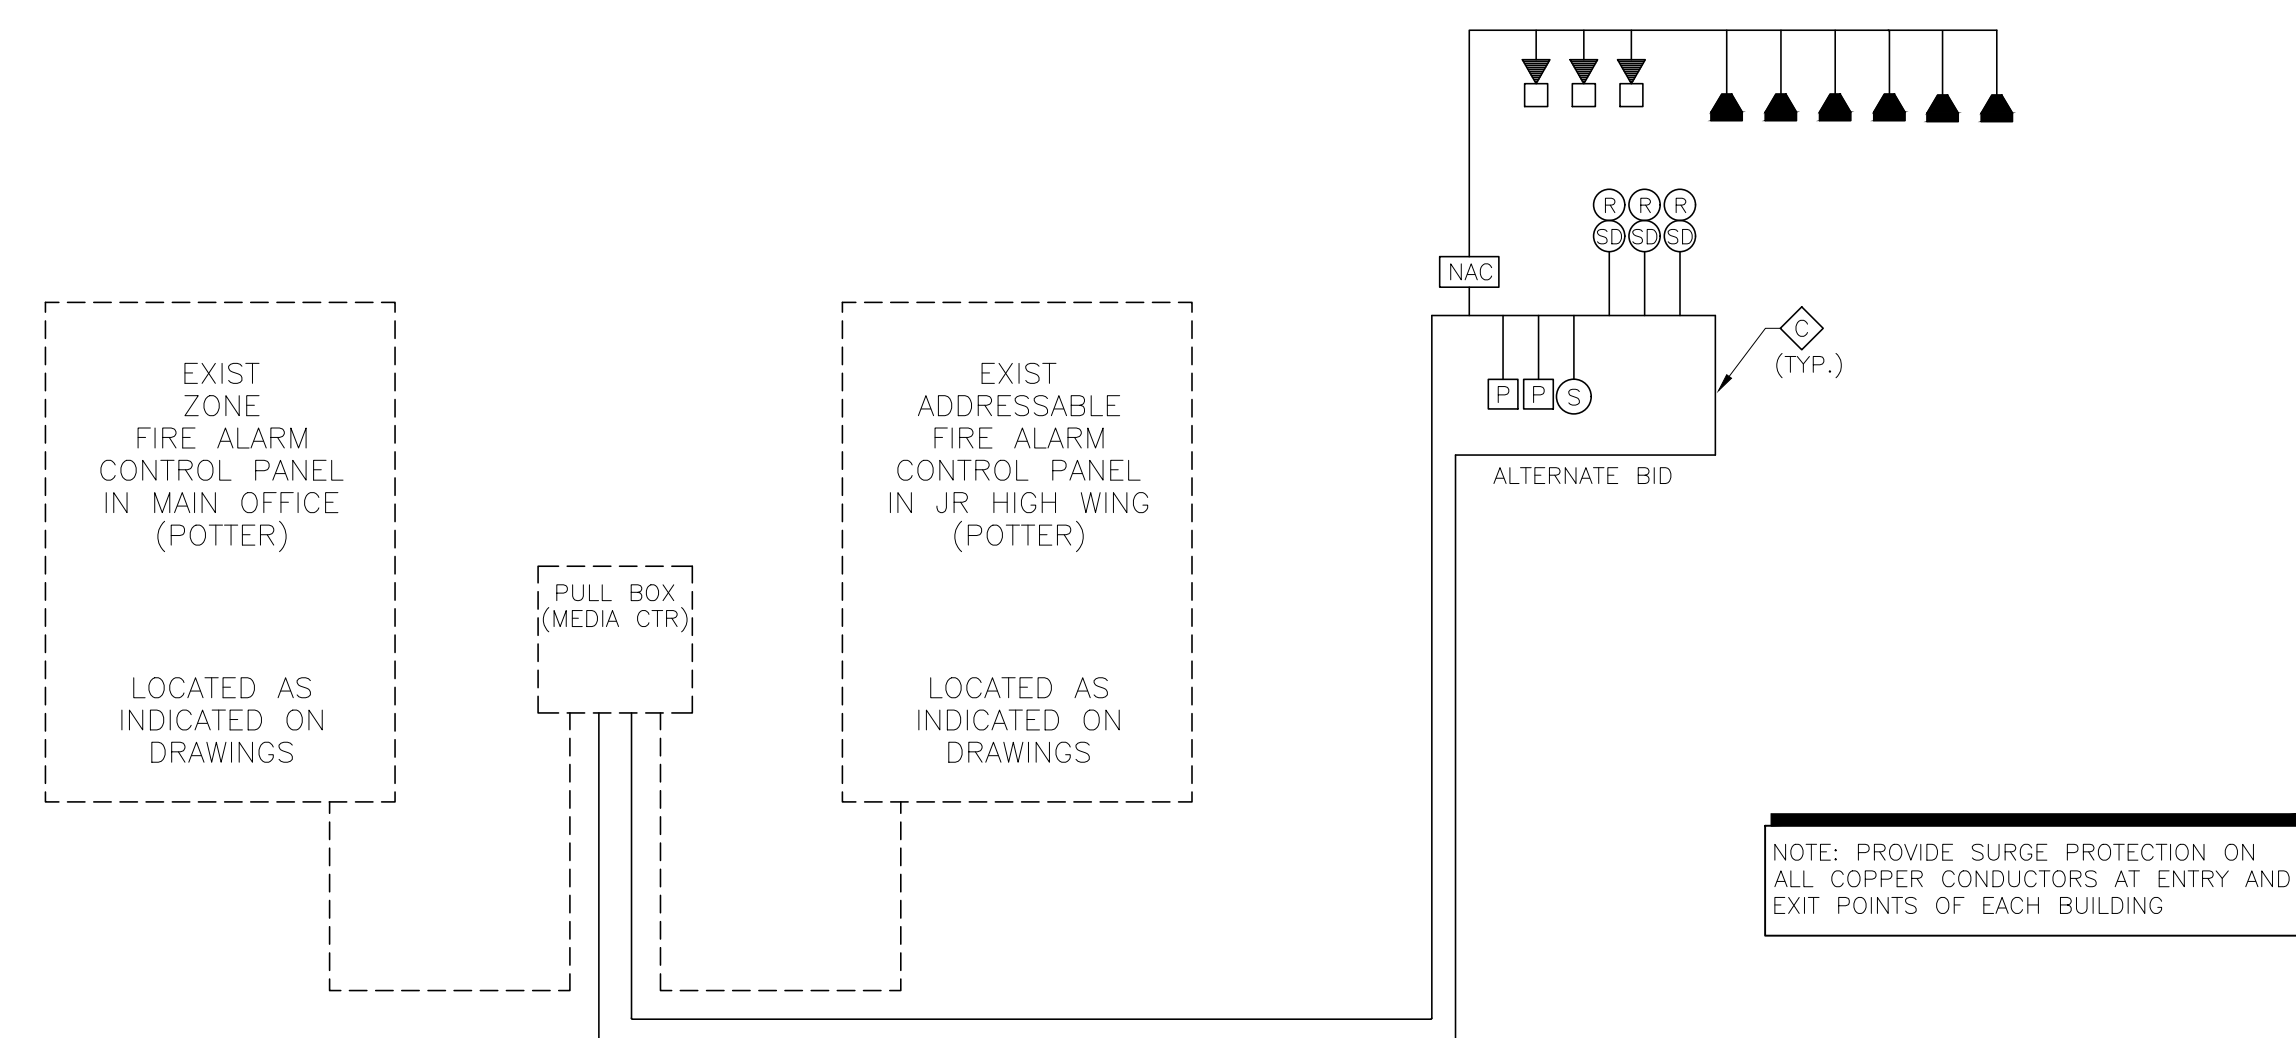 R R R
SD SD SD
NAC
C
(TYP.)
P P S
ALTERNATE BID
EXIST
ZONE
FIRE ALARM
CONTROL PANEL
IN MAIN OFFICE
(POTTER)
LOCATED AS
INDICATED ON
DRAWINGS
PULL BOX
(MEDIA CTR)
EXIST
ADDRESSABLE
FIRE ALARM
CONTROL PANEL
IN JR HIGH WING
(POTTER)
LOCATED AS
INDICATED ON
DRAWINGS
NOTE: PROVIDE SURGE PROTECTION ON
ALL COPPER CONDUCTORS AT ENTRY AND
EXIT POINTS OF EACH BUILDING